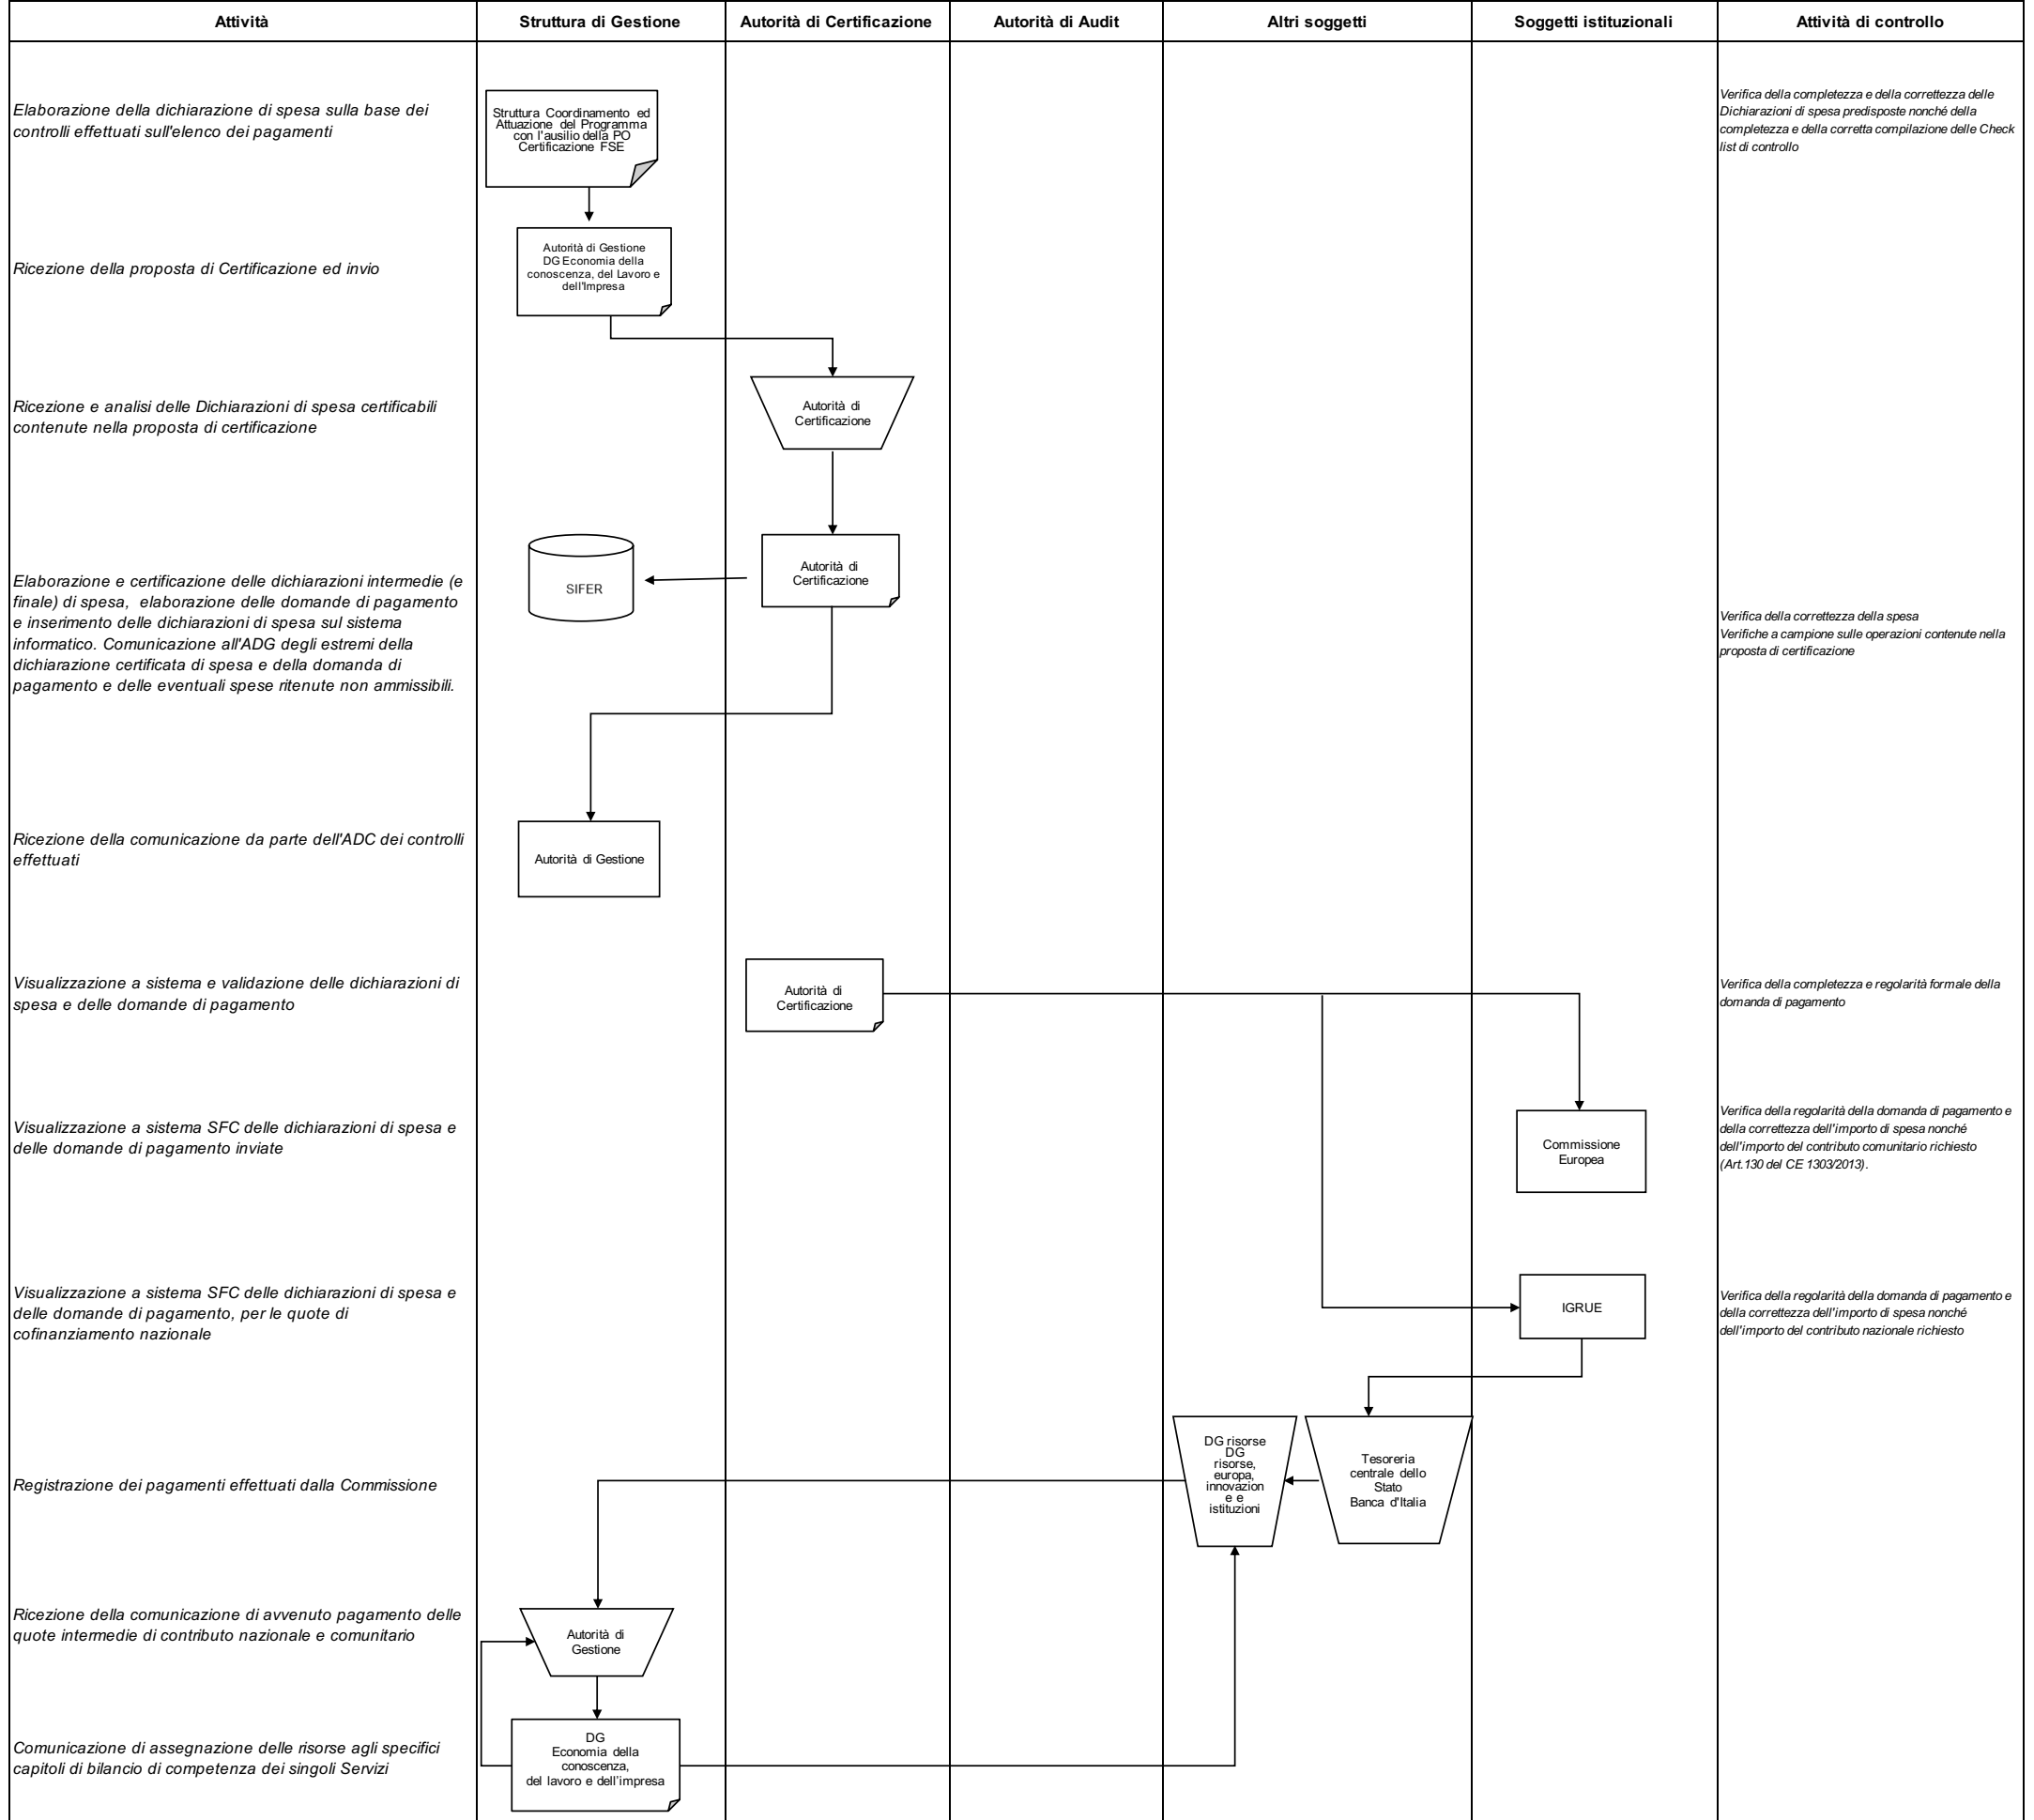 Attività
Struttura di Gestione
Autorità di Certificazione
Autorità di Audit
Altri soggetti
Soggetti istituzionali
Attività di controllo
Elaborazione della dichiarazione di spesa sulla base dei
controlli effettuati sull'elenco dei pagamenti
Struttura Coordinamento ed
Attuazione del Programma
con l'ausilio della PO
Certificazione FSE
Verifica della completezza e della correttezza delle
Dichiarazioni di spesa predisposte nonché della
completezza e della corretta compilazione delle Check
list di controllo
Ricezione della proposta di Certificazione ed invio
Autorità di Gestione
DG Economia della
conoscenza, del Lavoro e
dell'Impresa
Ricezione e analisi delle Dichiarazioni di spesa certificabili
contenute nella proposta di certificazione
Autorità di
Certificazione
Elaborazione e certificazione delle dichiarazioni intermedie (e
finale) di spesa, elaborazione delle domande di pagamento
e inserimento delle dichiarazioni di spesa sul sistema
informatico. Comunicazione all'ADG degli estremi della
dichiarazione certificata di spesa e della domanda di
pagamento e delle eventuali spese ritenute non ammissibili.
SIFER
Autorità di
Certificazione
Verifica della correttezza della spesa
Verifiche a campione sulle operazioni contenute nella
proposta di certificazione
Ricezione della comunicazione da parte dell'ADC dei controlli
effettuati
Autorità di Gestione
Visualizzazione a sistema e validazione delle dichiarazioni di
spesa e delle domande di pagamento
Autorità di
Certificazione
Verifica della completezza e regolarità formale della
domanda di pagamento
Visualizzazione a sistema SFC delle dichiarazioni di spesa e
delle domande di pagamento inviate
Commissione
Europea
Verifica della regolarità della domanda di pagamento e
della correttezza dell'importo di spesa nonché
dell'importo del contributo comunitario richiesto
(Art.130 del CE 1303/2013).
Visualizzazione a sistema SFC delle dichiarazioni di spesa e
delle domande di pagamento, per le quote di
cofinanziamento nazionale
IGRUE
Verifica della regolarità della domanda di pagamento e
della correttezza dell'importo di spesa nonché
dell'importo del contributo nazionale richiesto
Registrazione dei pagamenti effettuati dalla Commissione
DG risorse
DG
risorse,
europa,
innovazion
e e
istituzioni
Tesoreria
centrale dello
Stato
Banca d'Italia
Ricezione della comunicazione di avvenuto pagamento delle
quote intermedie di contributo nazionale e comunitario
Autorità di
Gestione
Comunicazione di assegnazione delle risorse agli specifici
capitoli di bilancio di competenza dei singoli Servizi
DG
Economia della
conoscenza,
del lavoro e dell'impresa